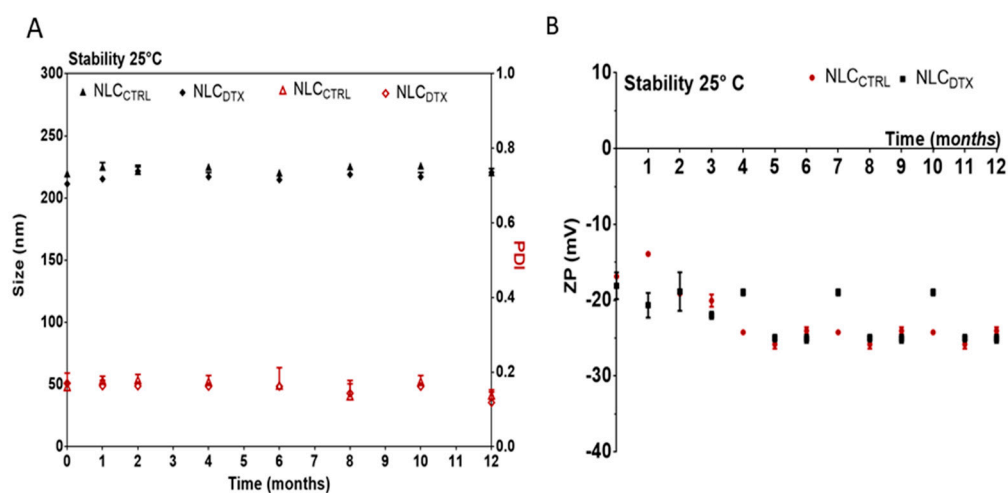 A
Stability 25°C
300
250
200
150
100
50
0
NLCCTRL NLCDTX NLCCTRL NLCDTX
1.0
0.8
0.6
0.4
0.2
0.0
Size (nm)
PDI
0 1 2 3 4 5 6 7 8 9 10 11 12
Time (months)
B
NLCCTRL NLCDTX
Stability 25° C
Time (months)
10
0
-10
-20
-30
-40
ZP (mV)
1 2 3 4 5 6 7 8 9 10 11 12